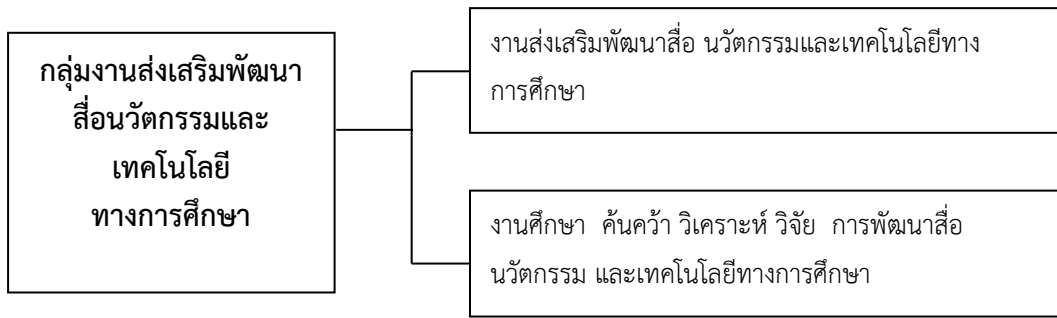 กลุ่มงานส่งเสริมพัฒนา
สื่อนวัตกรรมและ
เทคโนโลยี
ทางการศึกษา
งานส่งเสริมพัฒนาสื่อ นวัตกรรมและเทคโนโลยีทาง
การศึกษา
งานศึกษา  ค้นคว้า วิเคราะห์ วิจัย  การพัฒนาสื่อ
นวัตกรรม และเทคโนโลยีทางการศึกษา